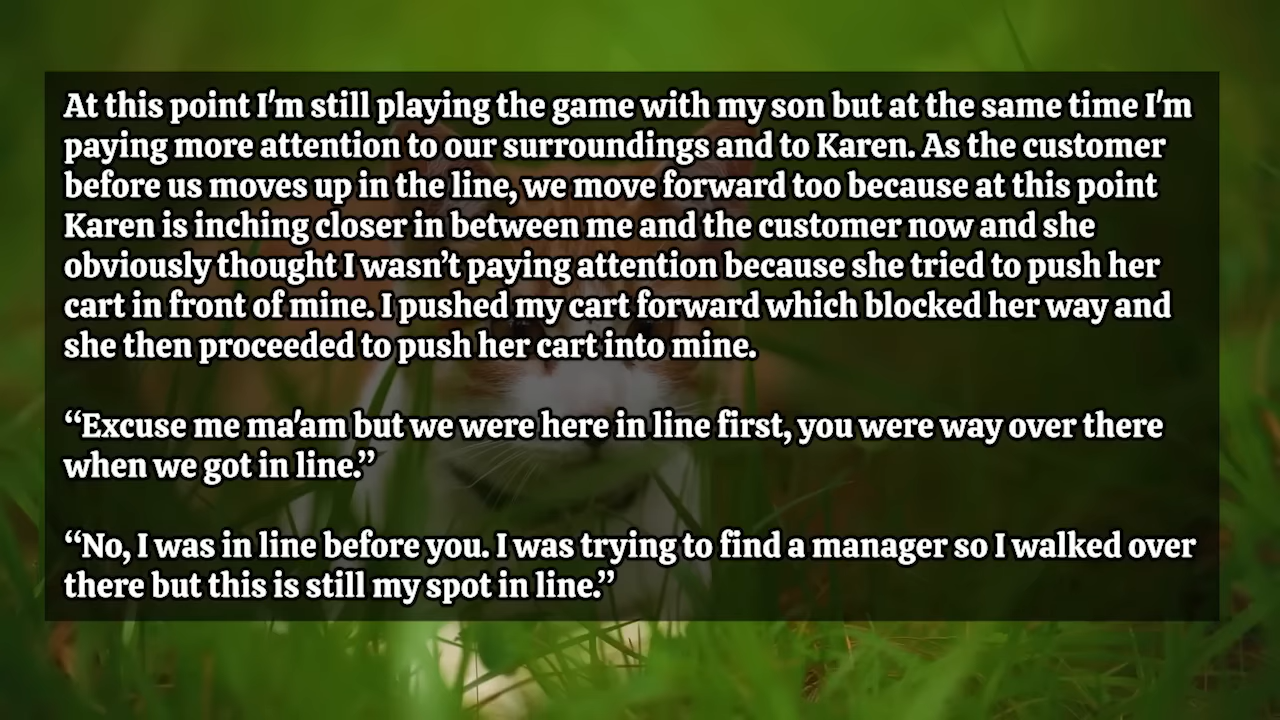 At this point I'm still playing the game with my son but at the same time I'm
paying more attention to our surroundings and to Karen. As the customer
before us moves up in the line, we move forward too because at this point
Karen is inching closer in between me and the customer now and she
obviously thought I wasn’t paying attention because she tried to push her
cart in front of mine. I pushed my cart forward which blocked her way and
she then proceeded to push her cart into mine.
“Excuse me ma'am but we were here in line first, you were way over there
when we got in line.”
“No, I was in line before you. I was trying to find a manager so I walked over
there but this is still my spot in line.”